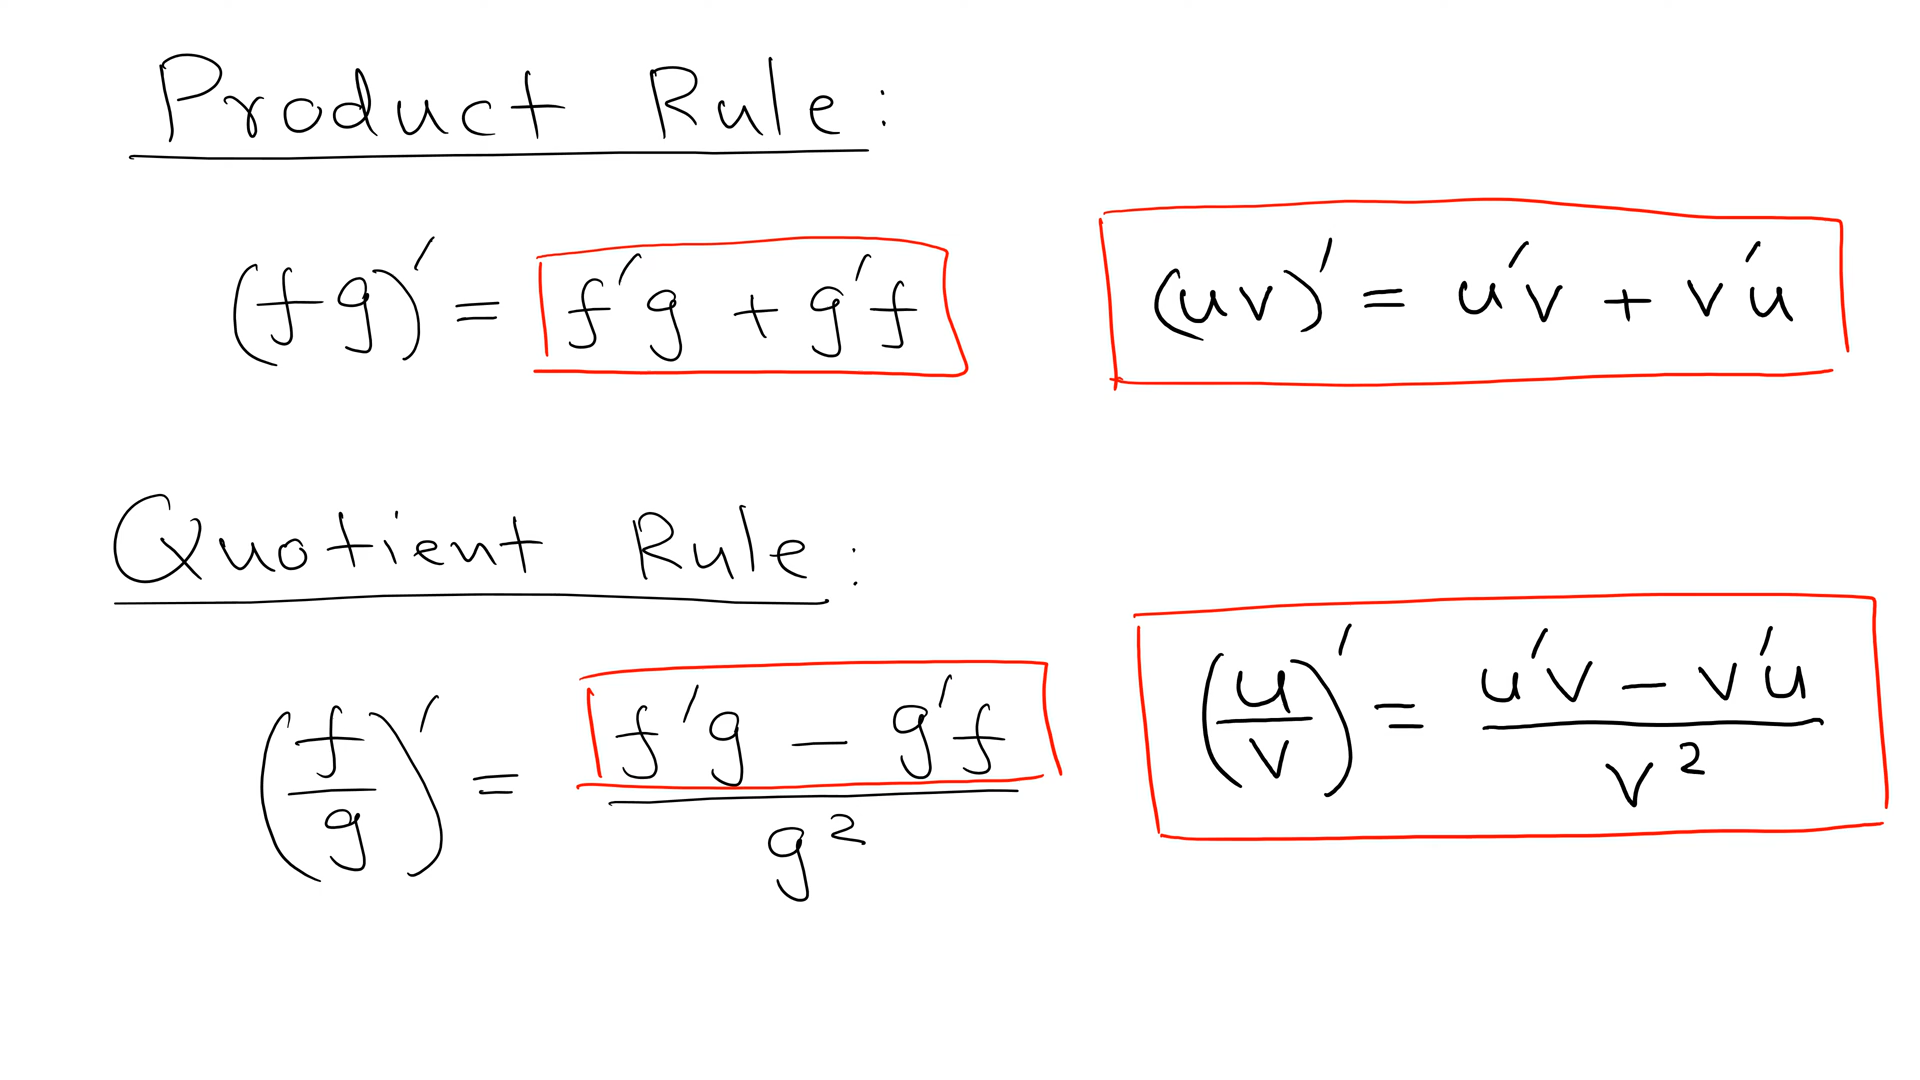 Product Rule:
(fg)′ = f′g + g′f
(uv)′ = u′v + v′u
Quotient Rule:
(f/g)′ = (f′g − g′f)/g²
(u/v)′ = (u′v − v′u)/v²